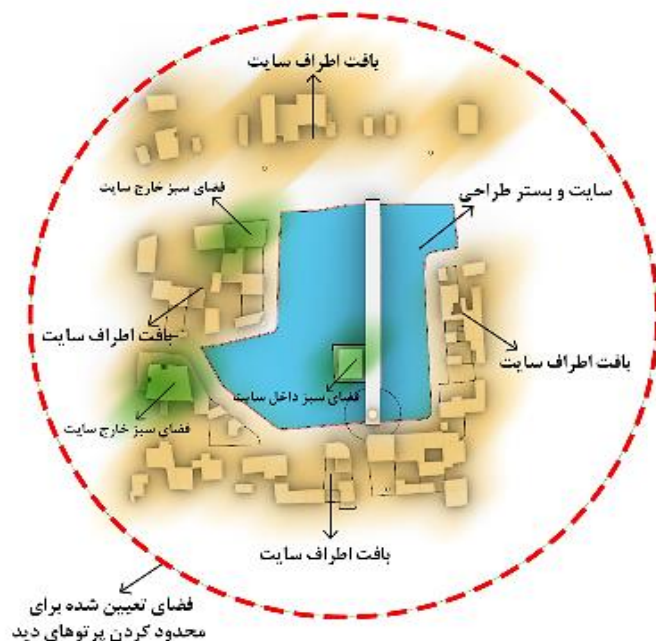 بافت اطراف سایت
فضای سبز خارج سایت
سایت و بستر طراحی
بافت اطراف سایت
بافت اطراف سایت
فضای سبز داخل سایت
فضای سبز خارج سایت
بافت اطراف سایت
فضای تعیین شده برای
محدود کردن پرتوهای دید